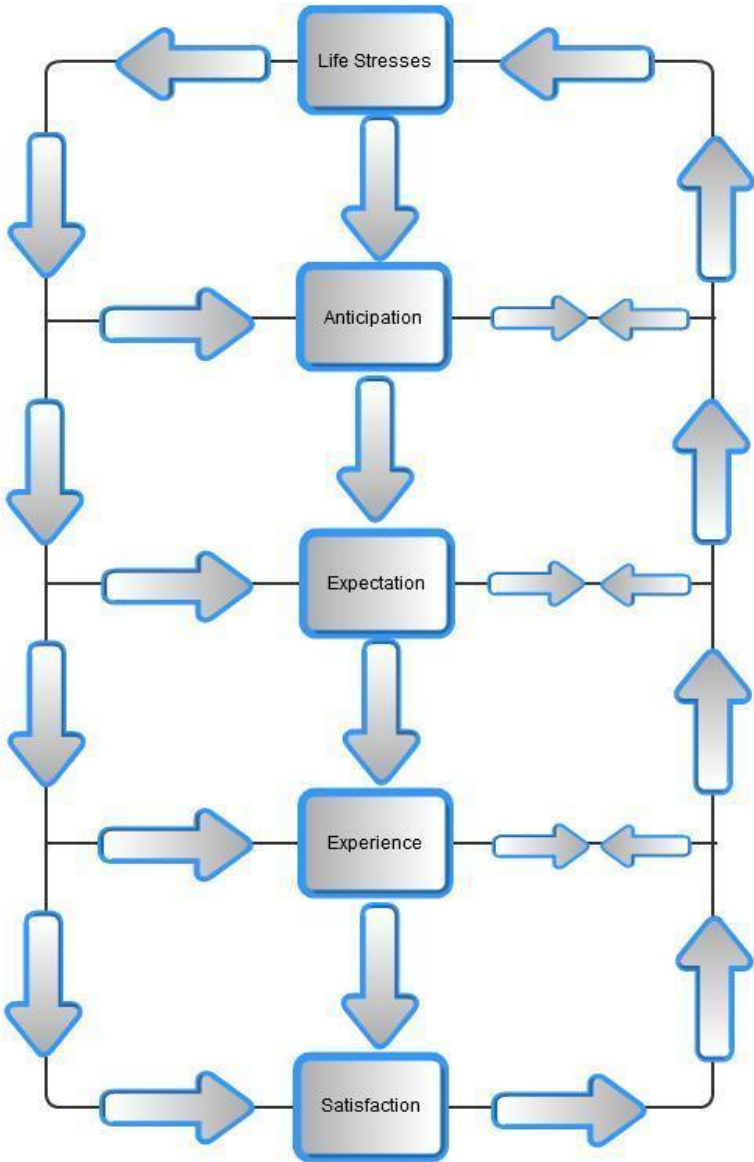 Life Stresses
Anticipation
Expectation
Experience
Satisfaction